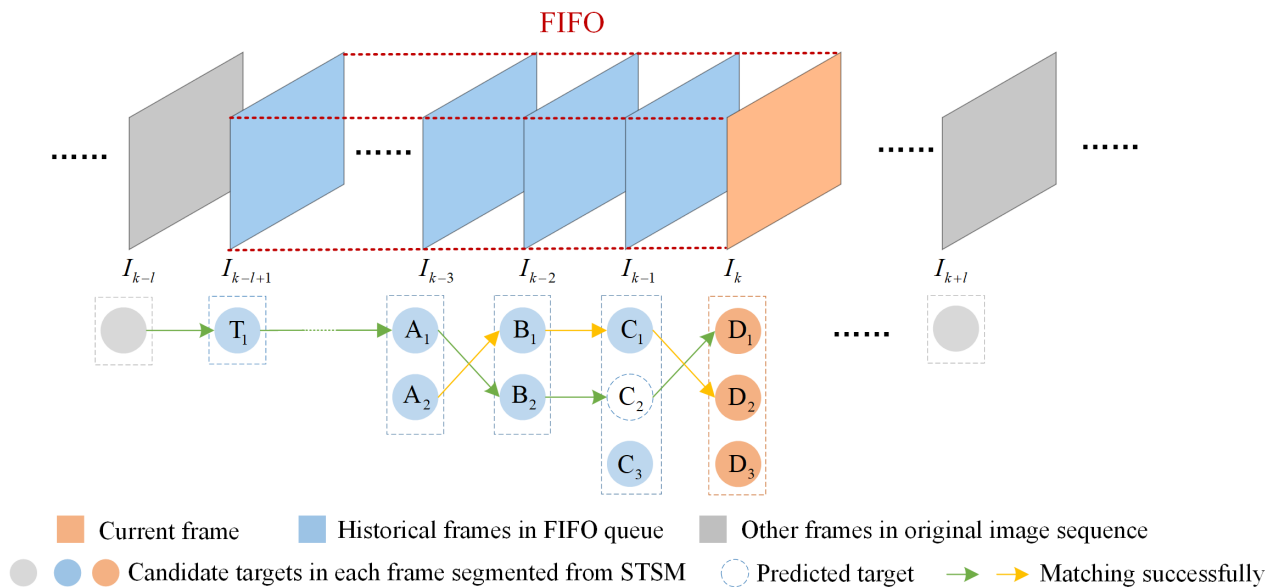 FIFO
...... ...... ...... ......
I_{k-l} I_{k-l+1} I_{k-3} I_{k-2} I_{k-1} I_k I_{k+l}
T_1 A_1 B_1 C_1 D_1 ......
A_2 B_2 C_2 D_2
C_3 D_3
Current frame Historical frames in FIFO queue Other frames in original image sequence
Candidate targets in each frame segmented from STSM Predicted target Matching successfully